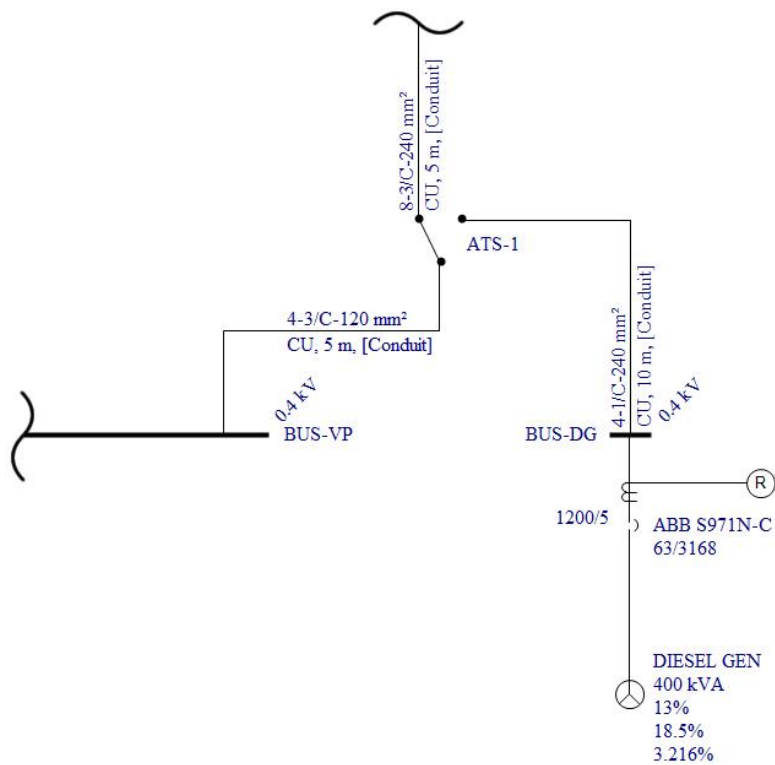 8-3/C-240 mm²
CU, 5 m, [Conduit]
ATS-1
4-3/C-120 mm²
CU, 5 m, [Conduit]
0.4 kV
BUS-VP
4-1/C-240 mm²
CU, 10 m, [Conduit]
0.4 kV
BUS-DG
R
1200/5
ABB S971N-C
63/3168
DIESEL GEN
400 kVA
13%
18.5%
3.216%